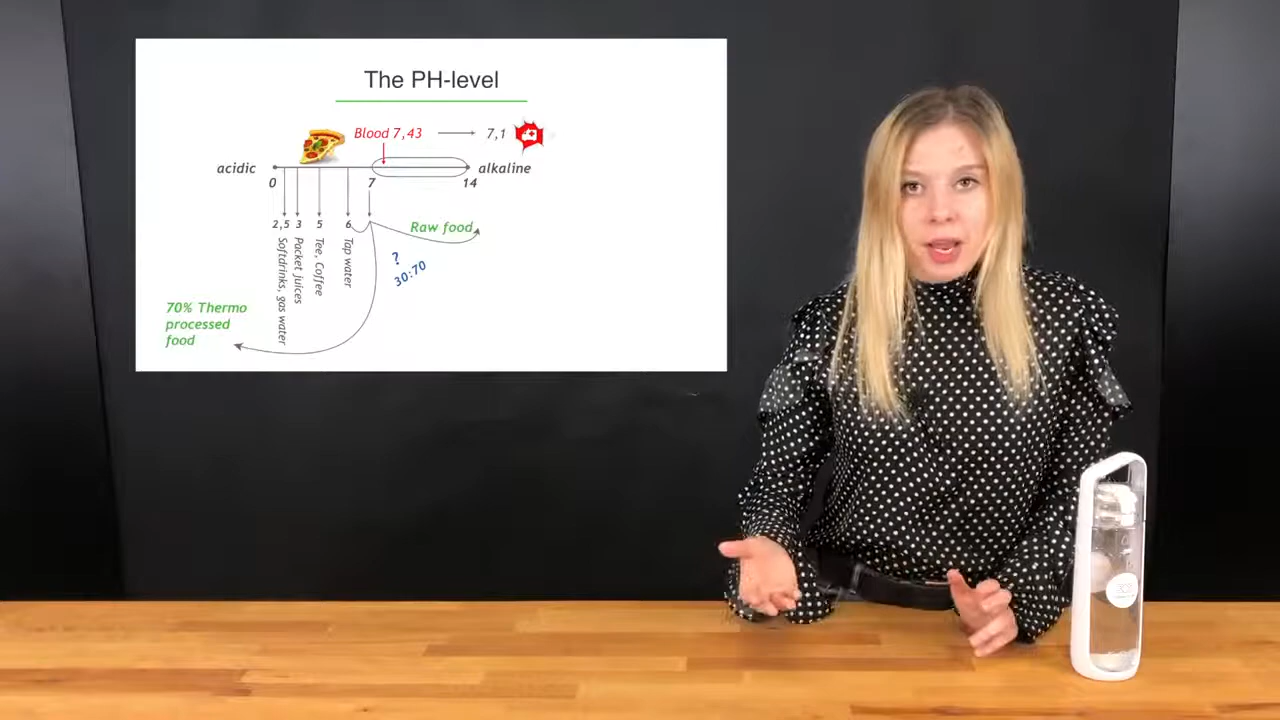 The PH-level
Blood 7,43
7,1
acidic
alkaline
0
7
14
2,5
3
5
6
Softdrinks, gas water
Packet juices
Tee, Coffee
Tap water
Raw food
?
30:70
70% Thermo
processed
food